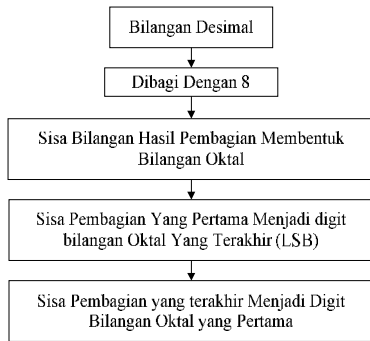 Bilangan Desimal
Dibagi Dengan 8
Sisa Bilangan Hasil Pembagian Membentuk
Bilangan Oktal
Sisa Pembagian Yang Pertama Menjadi digit
bilangan Oktal Yang Terakhir (LSB)
Sisa Pembagian yang terakhir Menjadi Digit
Bilangan Oktal yang Pertama